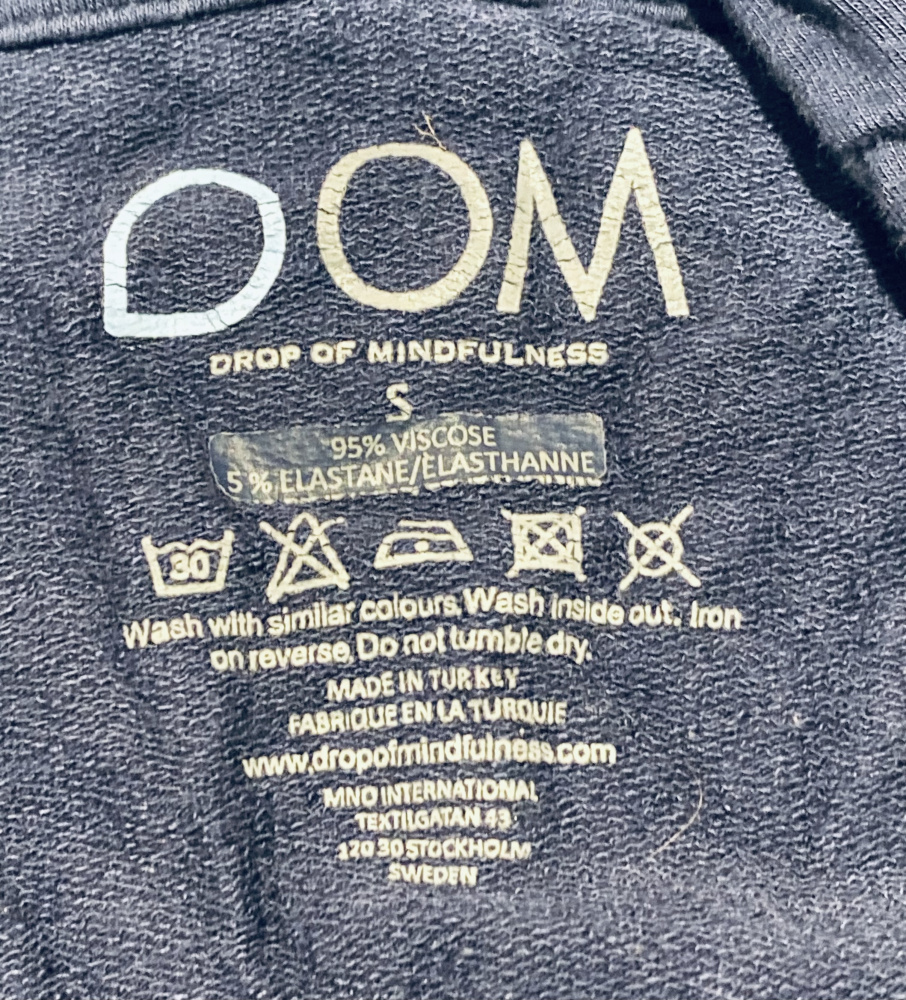 DOM
DROP OF MINDFULNESS
S
95% VISCOSE
5% ELASTANE/ELASTHANNE
30
Wash with similar colours. Wash inside out. Iron
on reverse. Do not tumble dry.
MADE IN TURKEY
FABRIQUE EN LA TURQUIE
www.dropofmindfulness.com
MNO INTERNATIONAL
TEXTILGATAN 43
120 30 STOCKHOLM
SWEDEN